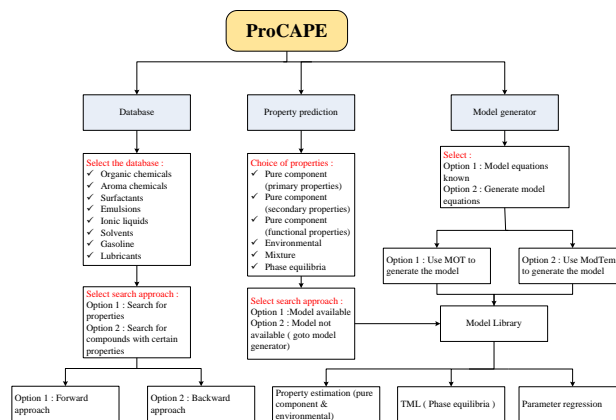 ProCAPE
Database
Property prediction
Model generator
Select the database :
✓ Organic chemicals
✓ Aroma chemicals
✓ Surfactants
✓ Emulsions
✓ Ionic liquids
✓ Solvents
✓ Gasoline
✓ Lubricants
Choice of properties :
✓ Pure component
(primary properties)
✓ Pure component
(secondary properties)
✓ Pure component
(functional properties)
✓ Environmental
✓ Mixture
✓ Phase equilibria
Select :
Option 1 : Model equations
known
Option 2 : Generate model
equations
Option 1 : Use MOT to
generate the model
Option 2 : Use ModTem
to generate the model
Select search approach :
Option 1 : Search for
properties
Option 2 : Search for
compounds with certain
properties
Select search approach :
Option 1 :Model available
Option 2 : Model not
available ( goto model
generator)
Model Library
Option 1 : Forward
approach
Option 2 : Backward
approach
Property estimation (pure
component &
environmental)
TML ( Phase equilibria )
Parameter regression